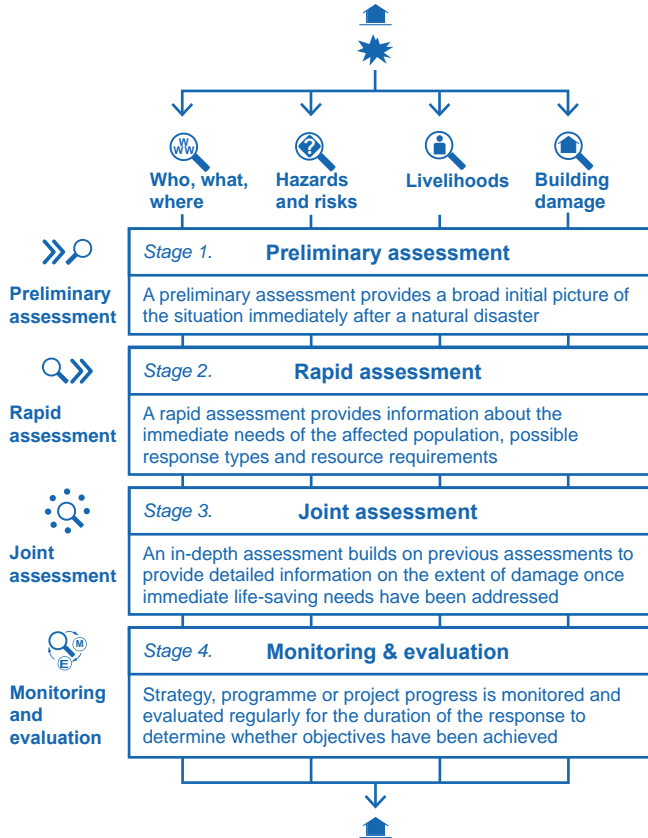 W
WW
?
Who, what,
where
Hazards
and risks
Livelihoods
Building
damage
Preliminary
assessment
Stage 1.
Preliminary assessment
A preliminary assessment provides a broad initial picture of
the situation immediately after a natural disaster
Rapid
assessment
Stage 2.
Rapid assessment
A rapid assessment provides information about the
immediate needs of the affected population, possible
response types and resource requirements
Joint
assessment
Stage 3.
Joint assessment
An in-depth assessment builds on previous assessments to
provide detailed information on the extent of damage once
immediate life-saving needs have been addressed
M
E
Monitoring
and
evaluation
Stage 4.
Monitoring & evaluation
Strategy, programme or project progress is monitored and
evaluated regularly for the duration of the response to
determine whether objectives have been achieved